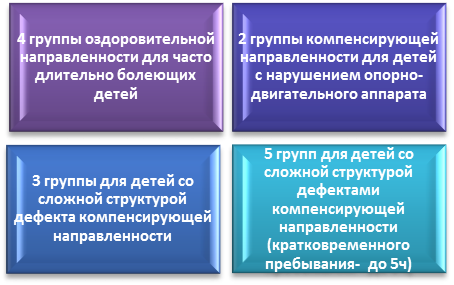 4 группы оздоровительной
направленности для часто
длительно болеющих
детей
2 группы компенсирующей
направленности для детей
с нарушением опорно-
двигательного аппарата
3 группы для детей со
сложной структурой
дефекта компенсирующей
направленности
5 групп для детей со
сложной структурой
дефектами
компенсирующей
направленности
(кратковременного
пребывания-  до 5ч)